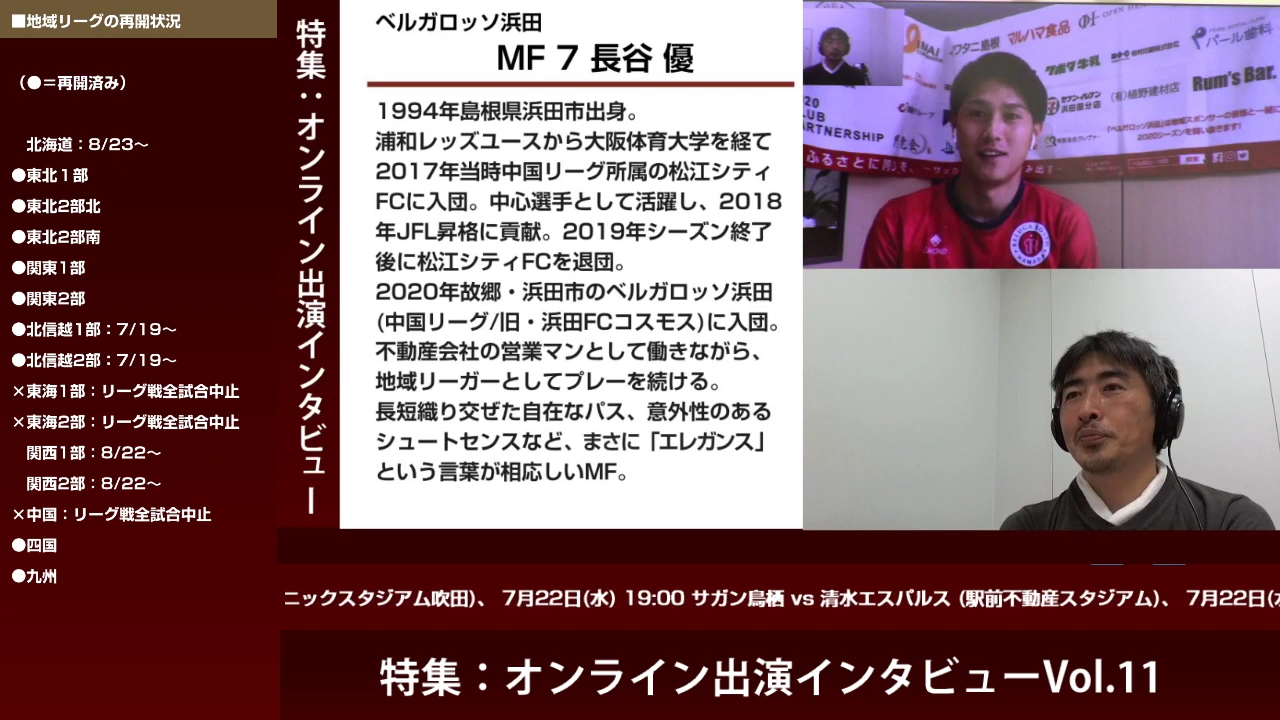 ■地域リーグの再開状況
（●＝再開済み）
北海道：8/23～
●東北１部
●東北2部北
●東北2部南
●関東1部
●関東2部
●北信越1部：7/19～
●北信越2部：7/19～
×東海1部：リーグ戦全試合中止
×東海2部：リーグ戦全試合中止
関西1部：8/22～
関西2部：8/22～
×中国：リーグ戦全試合中止
●四国
●九州
特集：オンライン出演インタビュー
ベルガロッソ浜田
MF 7 長谷 優
1994年島根県浜田市出身。
浦和レッズユースから大阪体育大学を経て
2017年当時中国リーグ所属の松江シティ
FCに入団。中心選手として活躍し、2018
年JFL昇格に貢献。2019年シーズン終了
後に松江シティFCを退団。
2020年故郷・浜田市のベルガロッソ浜田
(中国リーグ/旧・浜田FCコスモス)に入団。
不動産会社の営業マンとして働きながら、
地域リーガーとしてプレーを続ける。
長短織り交ぜた自在なパス、意外性のある
シュートセンスなど、まさに「エレガンス」
という言葉が相応しいMF。
マルハマ食品
パール歯科
クボタ牛乳
Rum's Bar.
セブン-イレブン
(有)植野建材店
ARTNERSHIP
ニックスタジアム吹田)、 7月22日(水) 19:00 サガン鳥栖 vs 清水エスパルス (駅前不動産スタジアム)、 7月22日(水
特集：オンライン出演インタビューVol.11